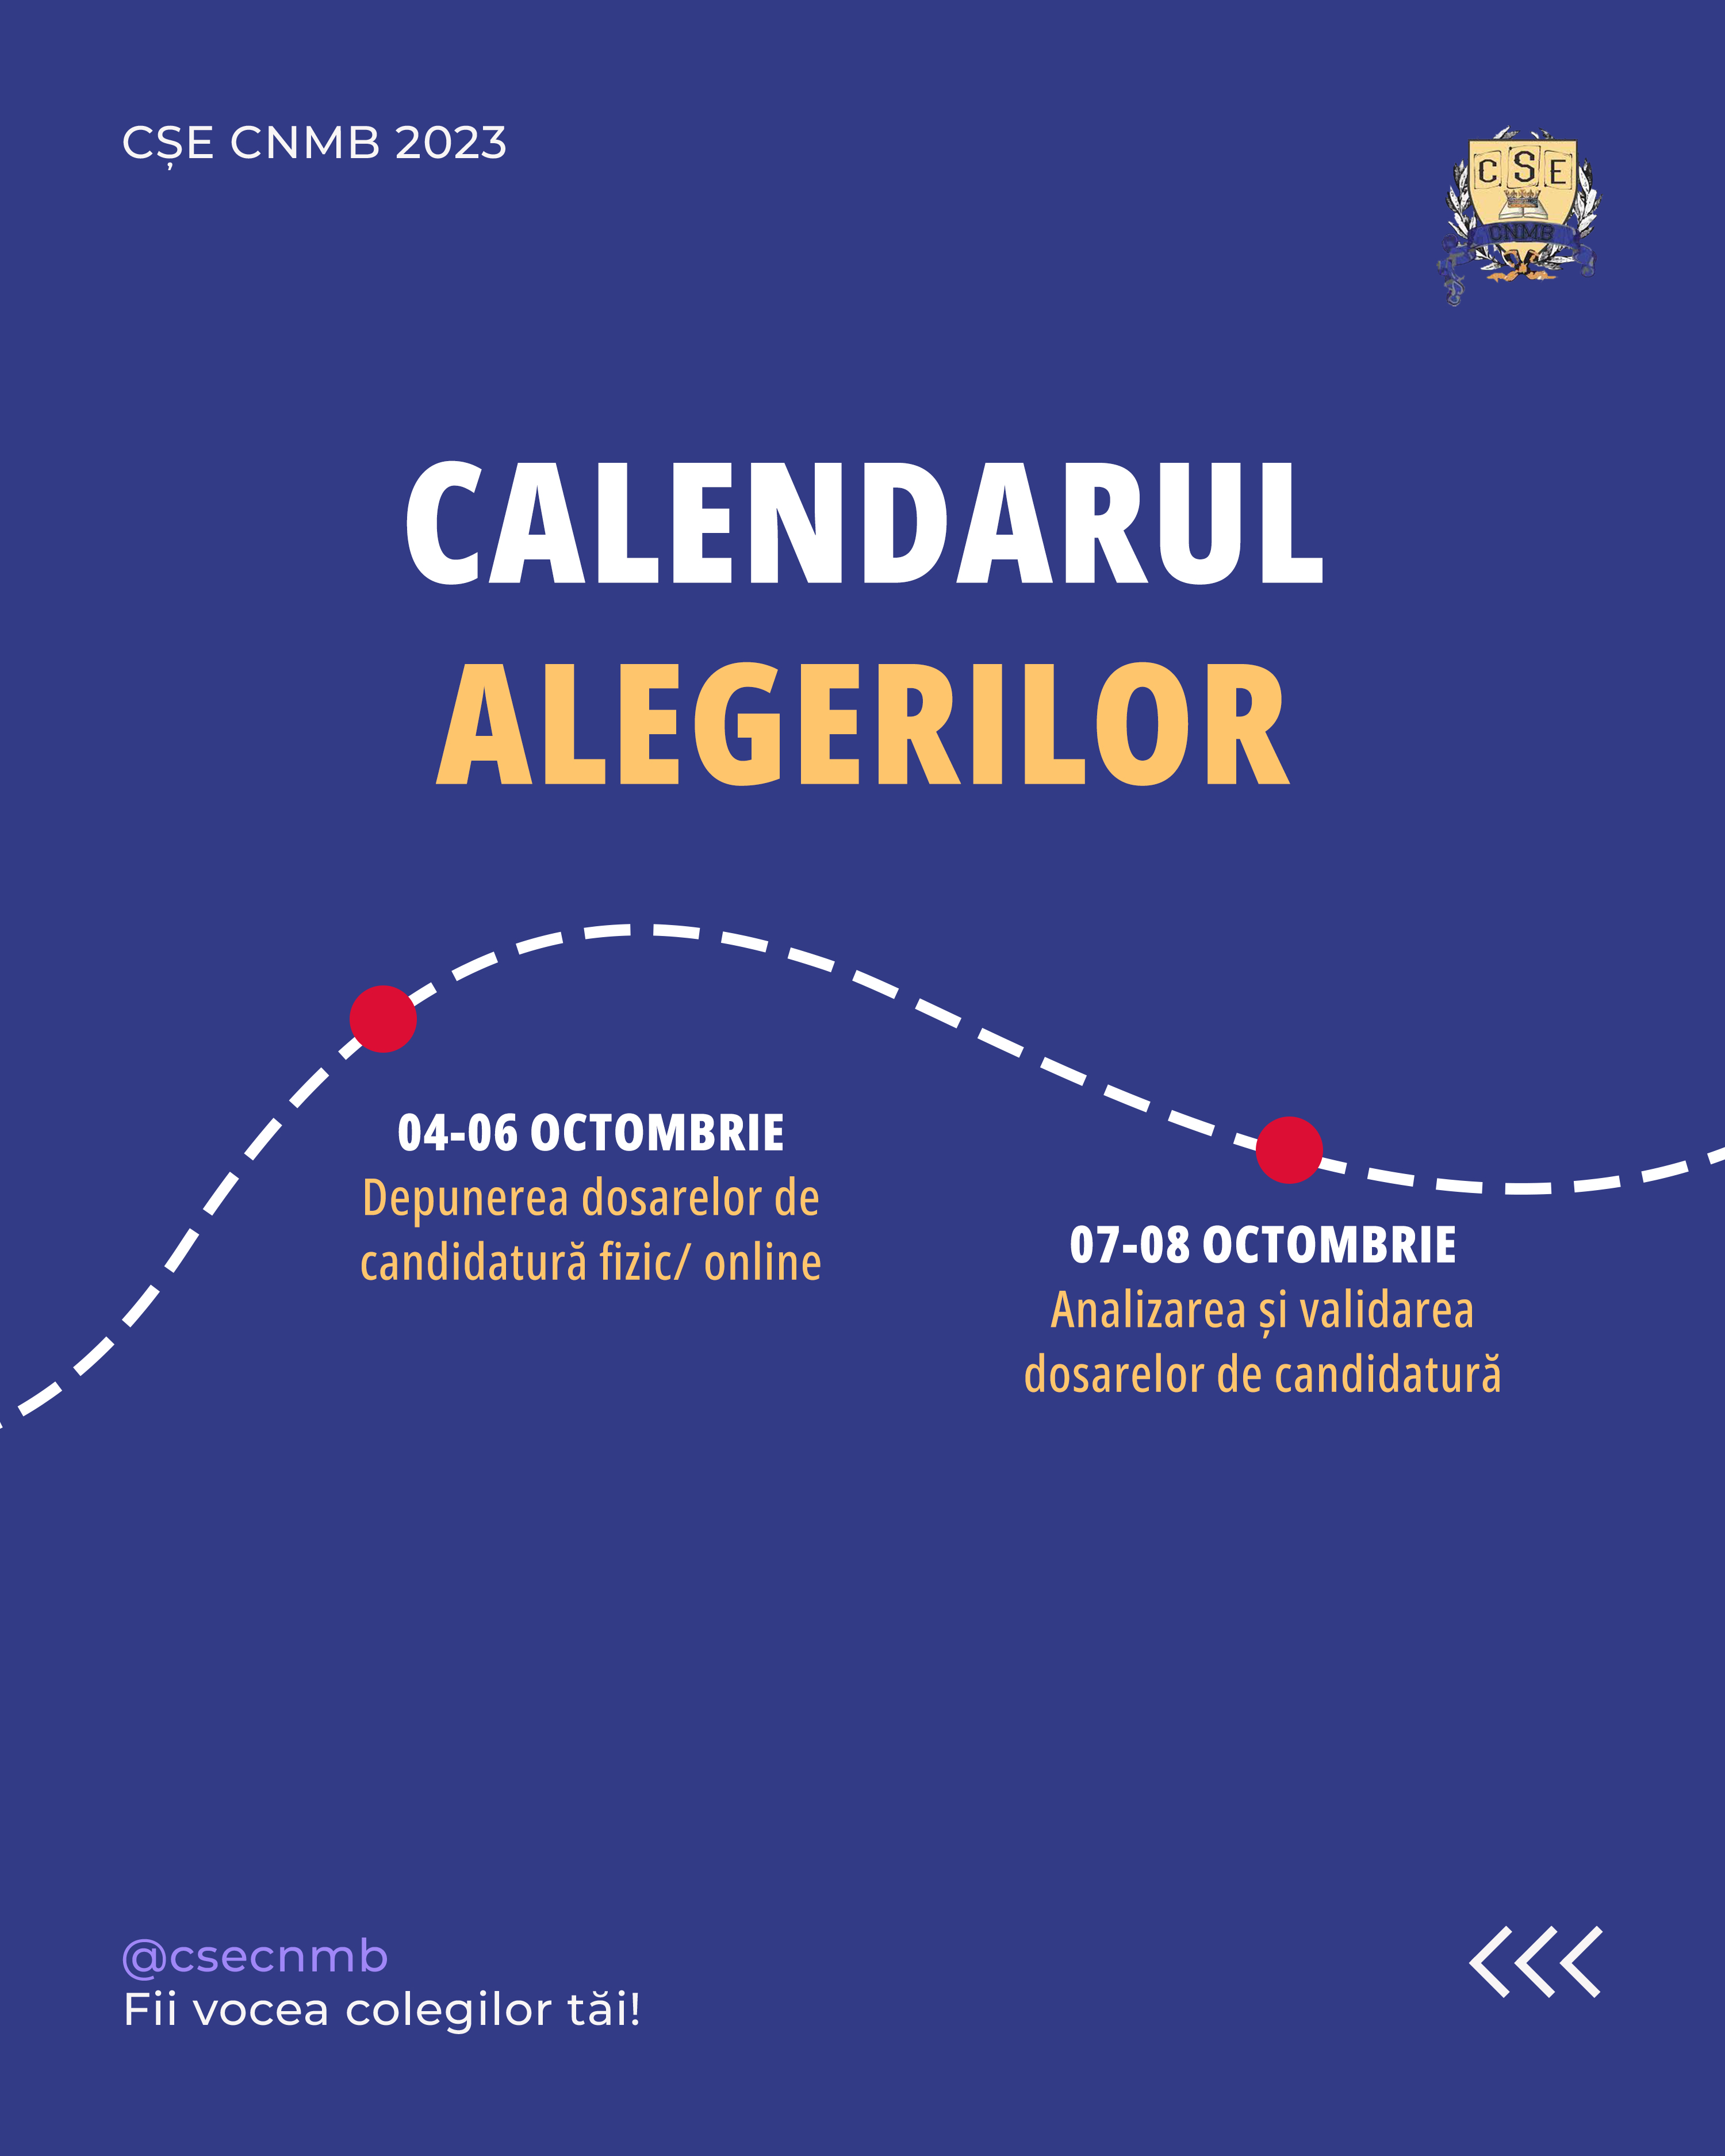 CȘE CNMB 2023
C S E
CNMB
CALENDARUL
ALEGERILOR
04-06 OCTOMBRIE
Depunerea dosarelor de
candidatură fizic/ online
07-08 OCTOMBRIE
Analizarea și validarea
dosarelor de candidatură
@csecnmb
Fii vocea colegilor tăi!